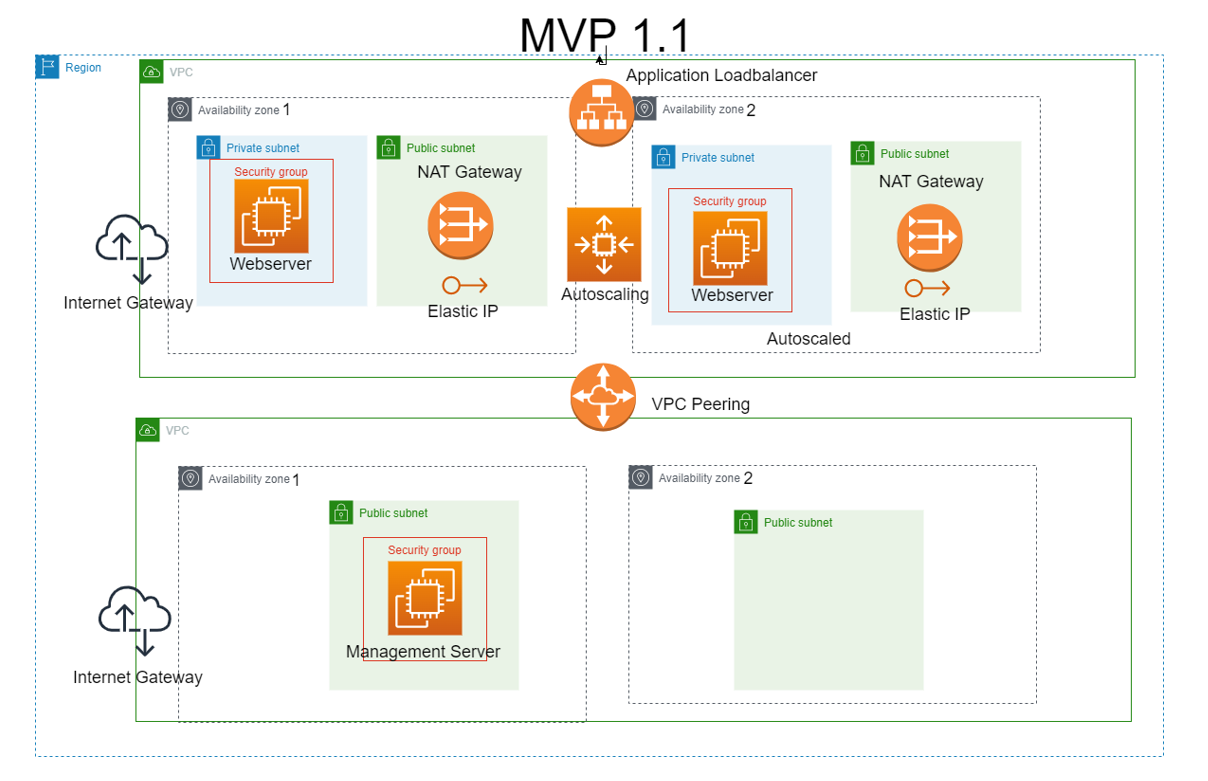 MVP 1.1
Region
VPC
Application Loadbalancer
Availability zone 1
Availability zone 2
Private subnet
Public subnet
Private subnet
Public subnet
Security group
NAT Gateway
Security group
NAT Gateway
Webserver
Internet Gateway
Elastic IP
Autoscaling
Webserver
Elastic IP
Autoscaled
VPC Peering
VPC
Availability zone 1
Availability zone 2
Public subnet
Public subnet
Security group
Management Server
Internet Gateway